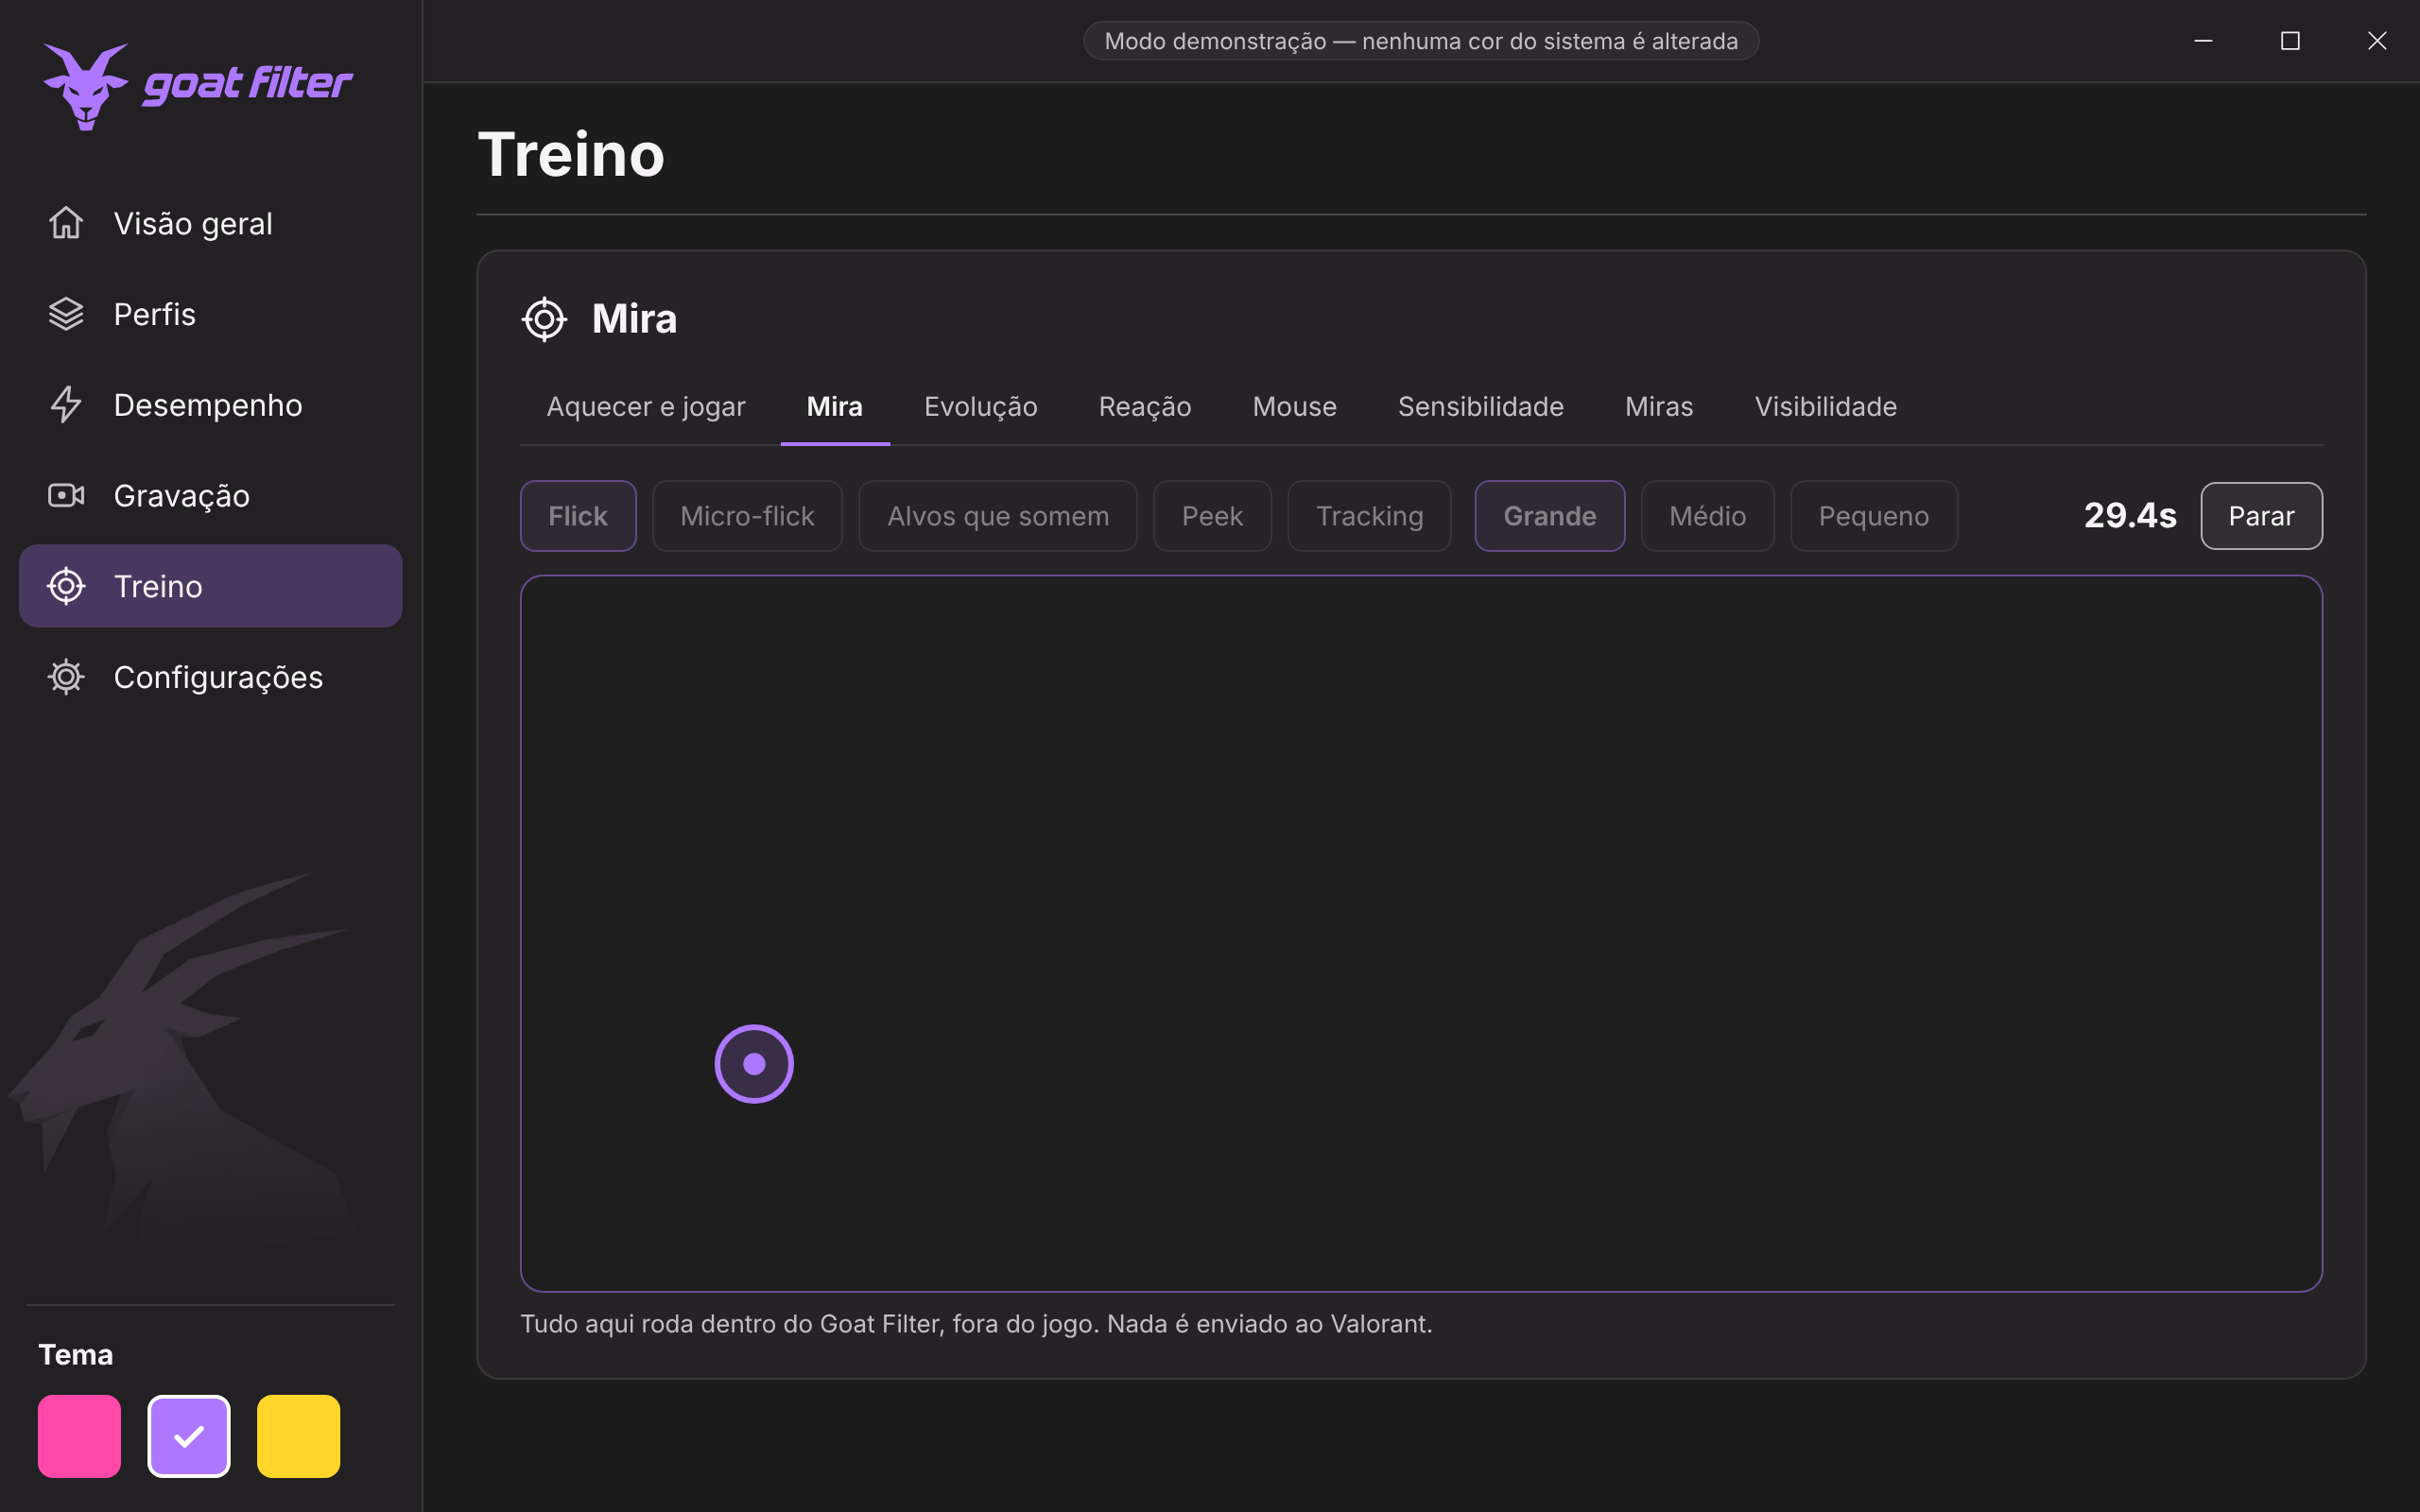 goat filter
Modo demonstração — nenhuma cor do sistema é alterada
Visão geral
Perfis
Desempenho
Gravação
Treino
Configurações
Tema
Treino
Mira
Aquecer e jogar Mira Evolução Reação Mouse Sensibilidade Miras Visibilidade
Flick Micro-flick Alvos que somem Peek Tracking Grande Médio Pequeno 29.4s Parar
Tudo aqui roda dentro do Goat Filter, fora do jogo. Nada é enviado ao Valorant.